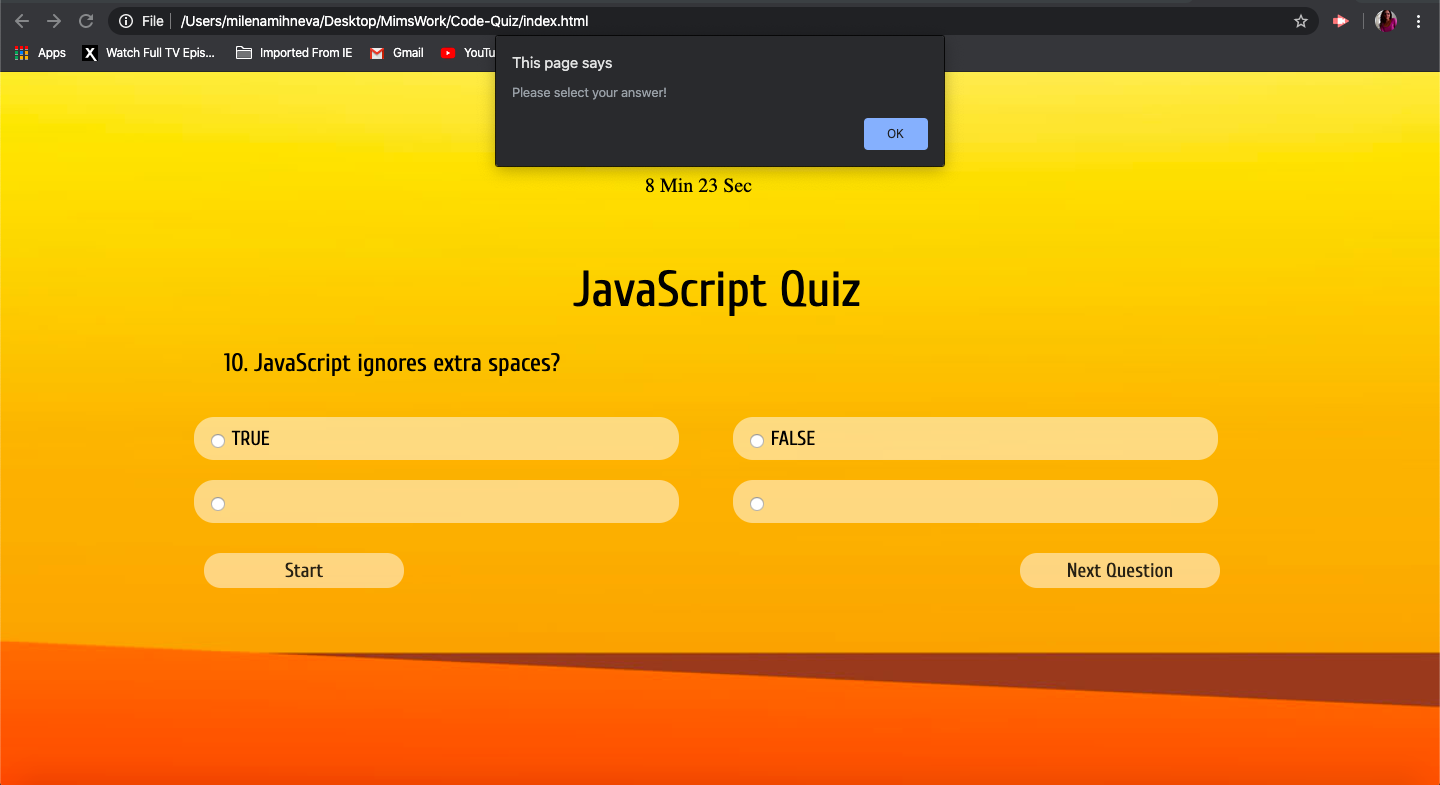 File /Users/milenamihneva/Desktop/MimsWork/Code-Quiz/index.html
Apps X Watch Full TV Epis... Imported From IE Gmail YouTu
This page says
Please select your answer!
OK
8 Min 23 Sec
JavaScript Quiz
10. JavaScript ignores extra spaces?
TRUE FALSE
Start Next Question